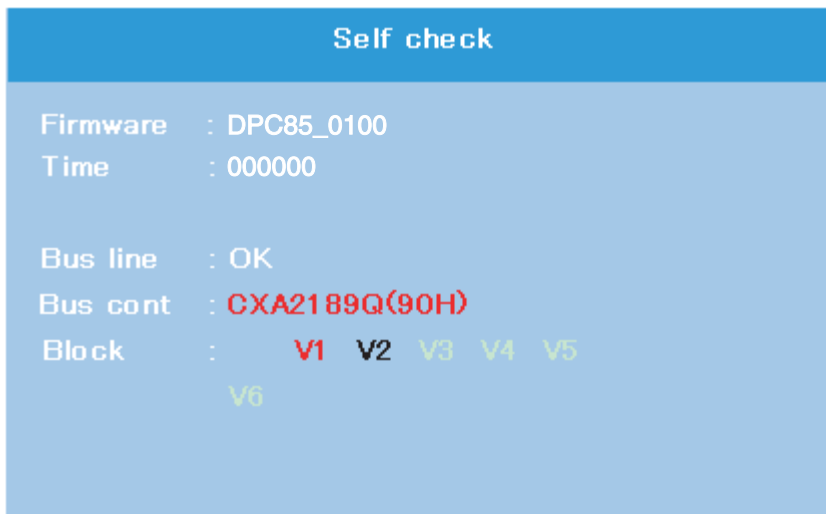 Self check
Firmware : DPC85_0100
Time : 000000
Bus line : OK
Bus cont : CXA2189Q(90H)
Block : V1 V2 V3 V4 V5
V6